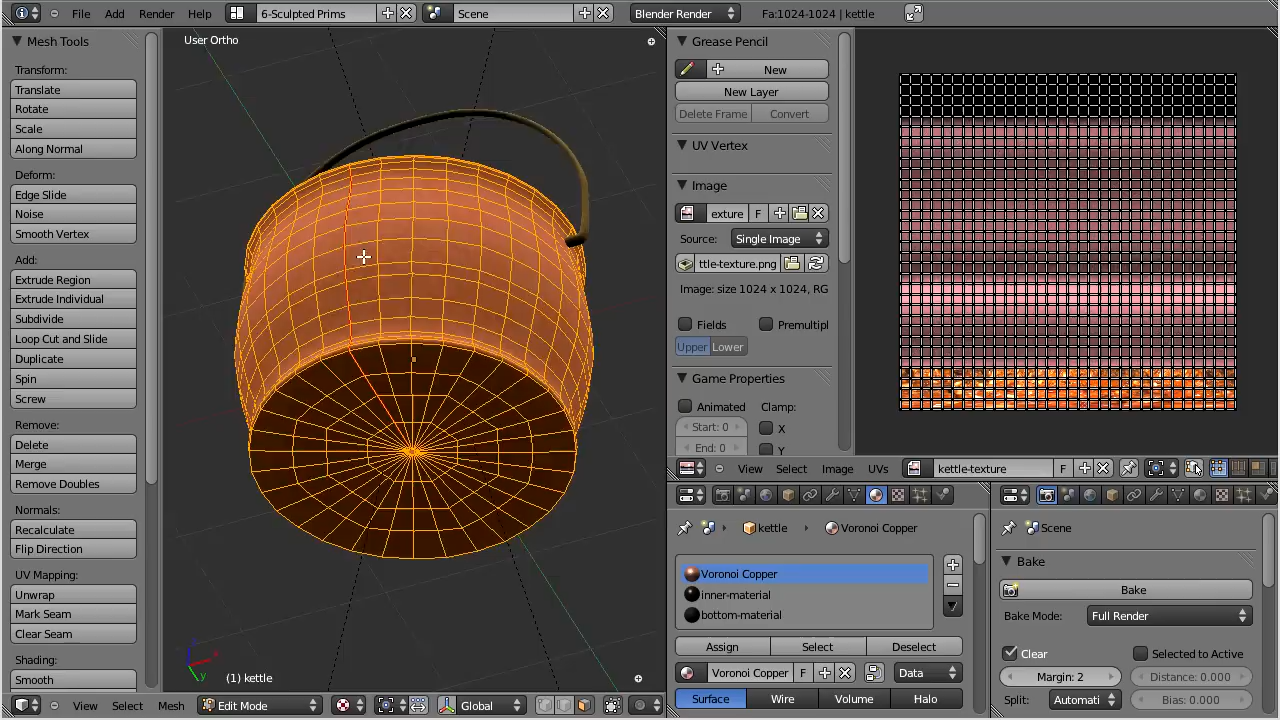 File Add Render Help 6-Sculpted Prims Scene Blender Render Fa:1024-1024 | kettle
Mesh Tools
Transform:
Translate
Rotate
Scale
Along Normal
Deform:
Edge Slide
Noise
Smooth Vertex
Add:
Extrude Region
Extrude Individual
Subdivide
Loop Cut and Slide
Duplicate
Spin
Screw
Remove:
Delete
Merge
Remove Doubles
Normals:
Recalculate
Flip Direction
UV Mapping:
Unwrap
Mark Seam
Clear Seam
Shading:
Smooth
User Ortho
(1) kettle
View Select Mesh Edit Mode Global
Grease Pencil
New
New Layer
Delete Frame Convert
UV Vertex
Image
exture F
Source: Single Image
ttle-texture.png
Image: size 1024 x 1024, RG
Fields Premultipl
Upper Lower
Game Properties
Animated Clamp:
Start: 0 X
End: 0 Y
View Select Image UVs kettle-texture F
kettle Voronoi Copper
Voronoi Copper
inner-material
bottom-material
Assign Select Deselect
Voronoi Copper F Data
Surface Wire Volume Halo
Scene
Bake
Bake
Bake Mode: Full Render
Clear Selected to Active
Margin: 2 Distance: 0.000
Split: Automati Bias: 0.000